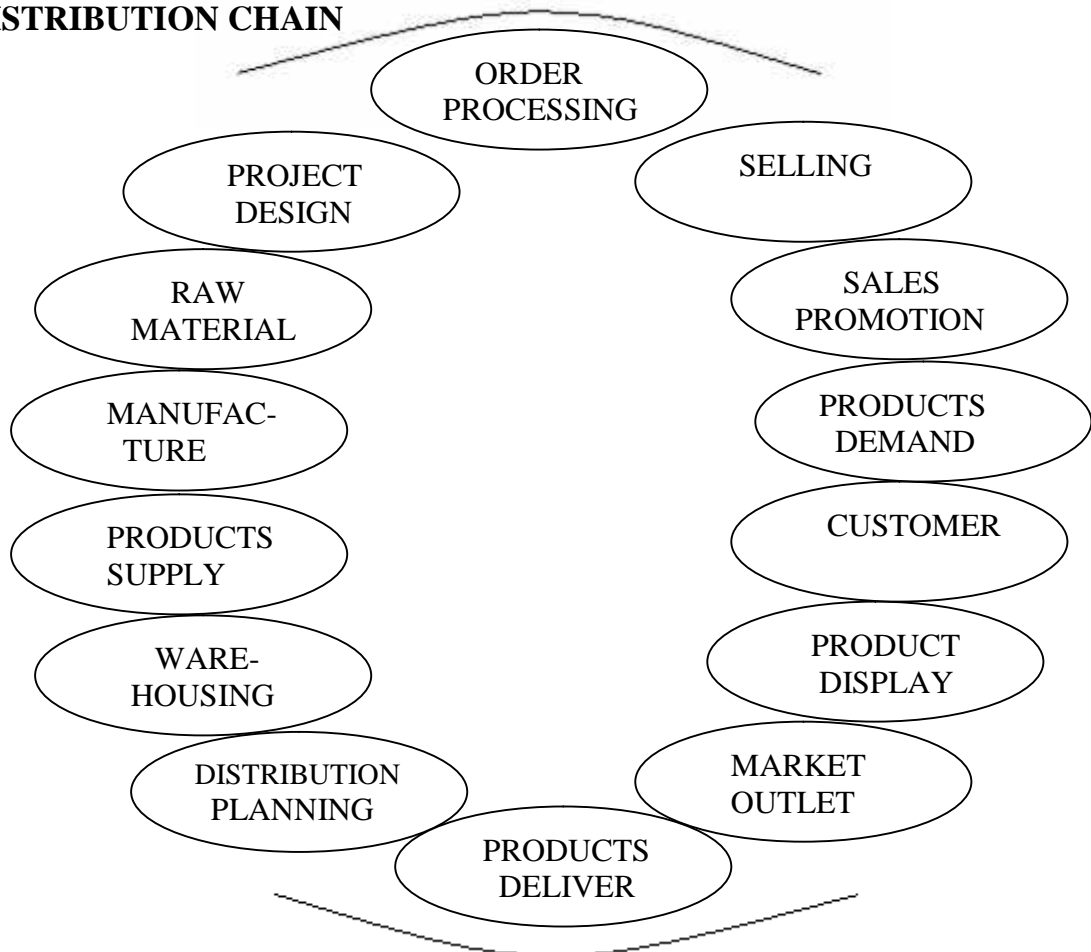 ISTRIBUTION CHAIN
ORDER
PROCESSING
SELLING
PROJECT
DESIGN
SALES
PROMOTION
RAW
MATERIAL
PRODUCTS
DEMAND
MANUFAC-
TURE
CUSTOMER
PRODUCTS
SUPPLY
PRODUCT
DISPLAY
WARE-
HOUSING
MARKET
OUTLET
DISTRIBUTION
PLANNING
PRODUCTS
DELIVER